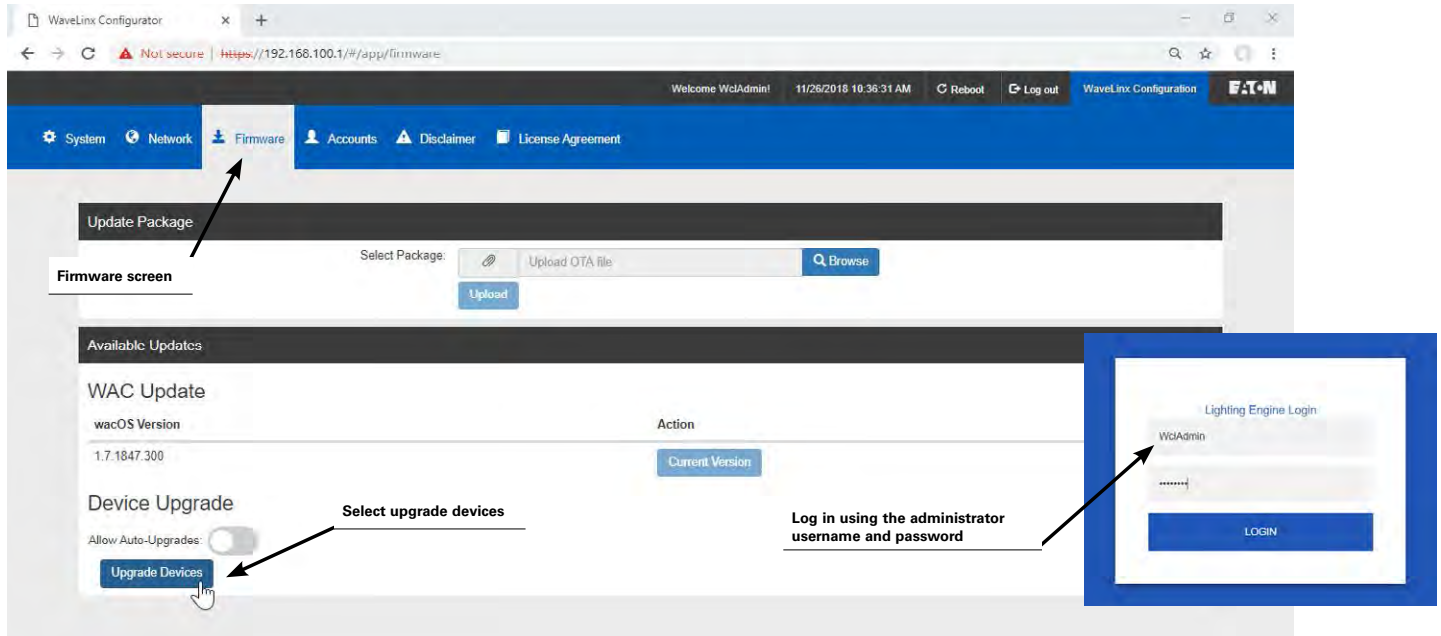 WaveLinx Configurator
Not secure | https://192.168.100.1/#/app/firmware
Welcome WclAdmin! 11/26/2018 10:36:31 AM Reboot Log out WaveLinx Configuration EATON
System Network Firmware Accounts Disclaimer License Agreement
Update Package
Select Package: Upload OTA file Browse
Firmware screen
Upload
Available Updates
WAC Update
wacOS Version Action
1.7.1847.300 Current Version
Device Upgrade
Select upgrade devices
Allow Auto-Upgrades:
Upgrade Devices
Log in using the administrator
username and password
Lighting Engine Login
WclAdmin
••••••••
LOGIN